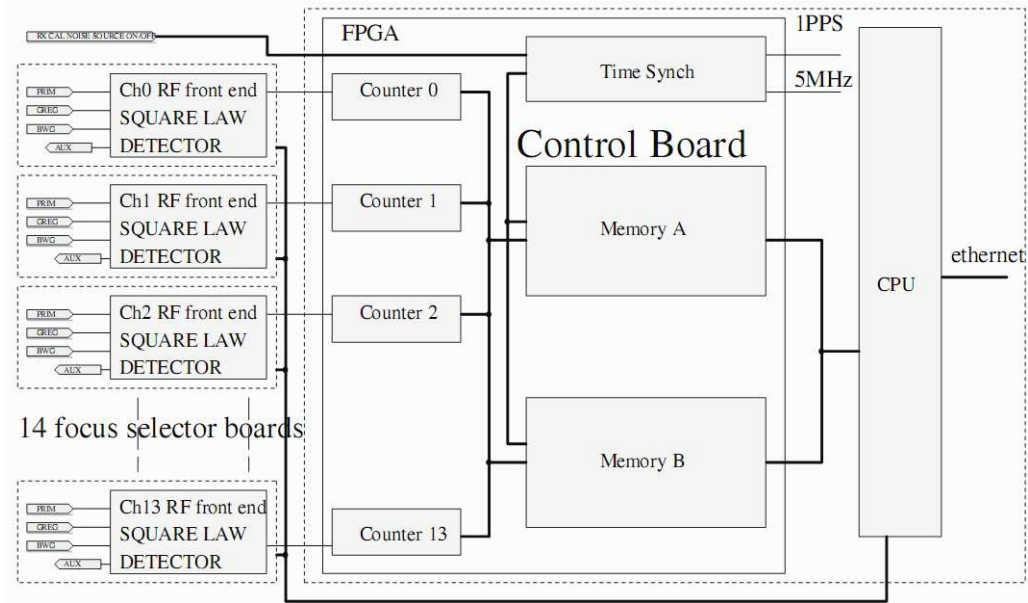 RX CAL NOISE SOURCE ON/OFF
FPGA
1PPS
Time Synch
5MHz
PRIM
GREG
BWG
AUX
Ch0 RF front end
SQUARE LAW
DETECTOR
Counter 0
Control Board
PRIM
GREG
BWG
AUX
Ch1 RF front end
SQUARE LAW
DETECTOR
Counter 1
Memory A
CPU
ethernet
PRIM
GREG
BWG
AUX
Ch2 RF front end
SQUARE LAW
DETECTOR
Counter 2
14 focus selector boards
Memory B
PRIM
GREG
BWG
AUX
Ch13 RF front end
SQUARE LAW
DETECTOR
Counter 13